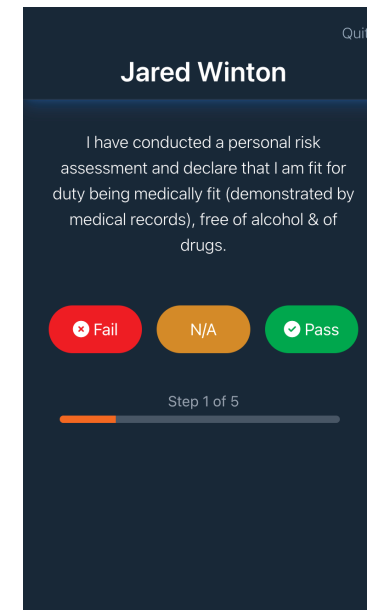 Quit
Jared Winton
I have conducted a personal risk
assessment and declare that I am fit for
duty being medically fit (demonstrated by
medical records), free of alcohol & of
drugs.
Fail
N/A
Pass
Step 1 of 5